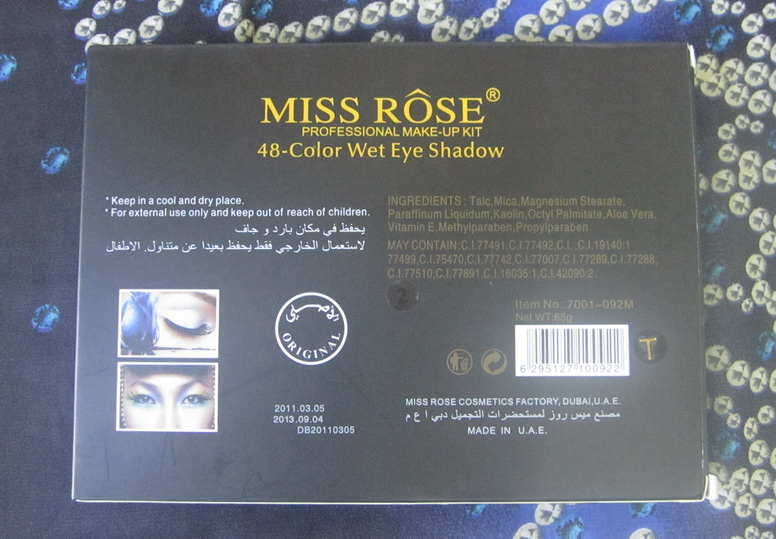 MISS RÔSE®
PROFESSIONAL MAKE-UP KIT
48-Color Wet Eye Shadow
* Keep in a cool and dry place.
* For external use only and keep out of reach of children.
يحفظ في مكان بارد و جاف
لاستعمال الخارجي فقط يحفظ بعيدا عن متناول. الاطفال
INGREDIENTS: Talc,Mica,Magnesium Stearate,
Paraffinum Liquidum,Kaolin,Octyl Palmitate,Aloe Vera,
Vitamin E,Methylparaben,Propylparaben.
MAY CONTAIN:C.I.77491,C.I.77492,C.I. ,C.I.19140:1
77499,C.I.75470,C.I.77742,C.I.77007,C.I.77289,C.I.77288,
C.I.77510,C.I.77891,C.I.16035:1,C.I.42090:2.
2
الأصلي
ORIGINAL
Item No.:7001-092M
Net WT:65g
6 295127 100922
T
2011.03.05
2013.09.04
DB20110305
MISS ROSE COSMETICS FACTORY, DUBAI,U.A.E.
مصنع ميس روز لمستحضرات التجميل دبي ا ع م
MADE IN U.A.E.